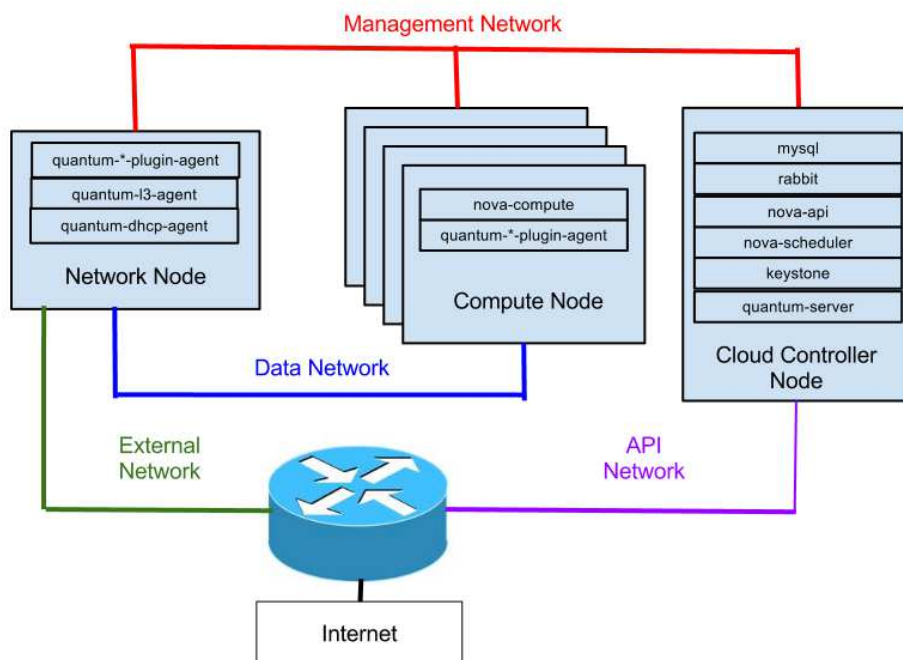 Management Network
quantum-*-plugin-agent
quantum-l3-agent
quantum-dhcp-agent
Network Node
nova-compute
quantum-*-plugin-agent
Compute Node
mysql
rabbit
nova-api
nova-scheduler
keystone
quantum-server
Cloud Controller
Node
Data Network
External
Network
API
Network
Internet